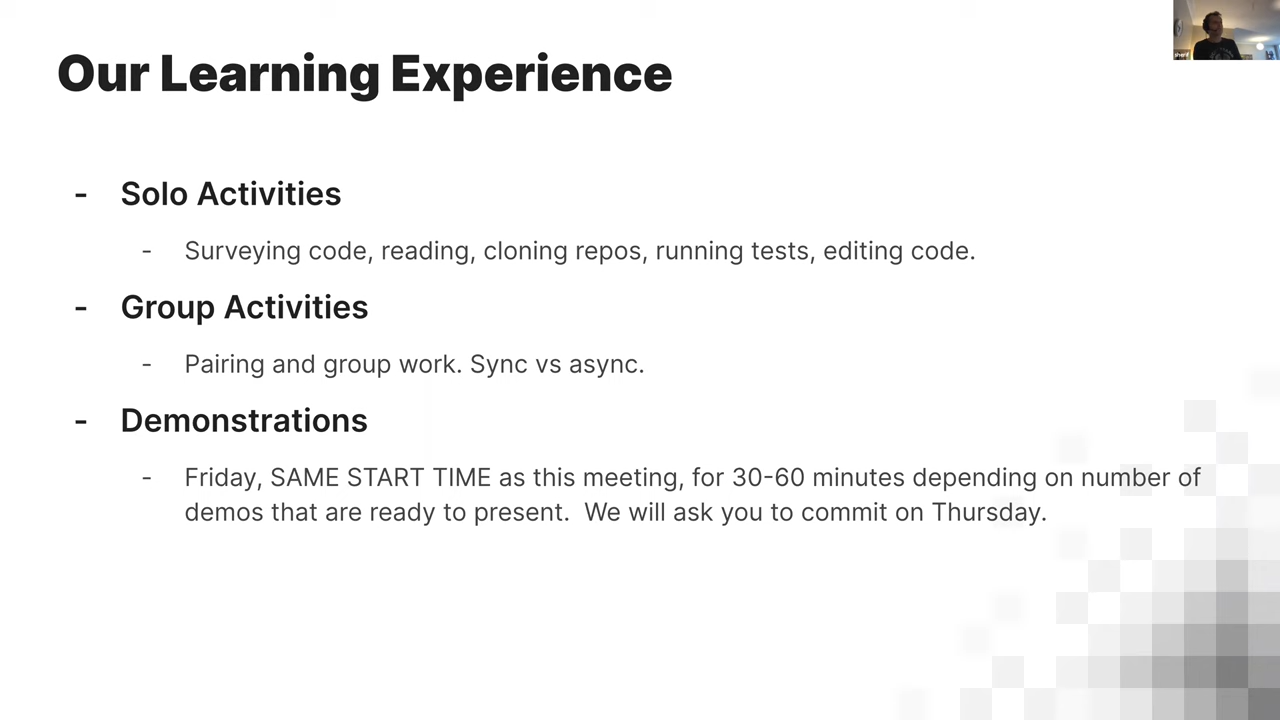 Our Learning Experience
sherif
- Solo Activities
- Surveying code, reading, cloning repos, running tests, editing code.
- Group Activities
- Pairing and group work. Sync vs async.
- Demonstrations
- Friday, SAME START TIME as this meeting, for 30-60 minutes depending on number of
demos that are ready to present.  We will ask you to commit on Thursday.